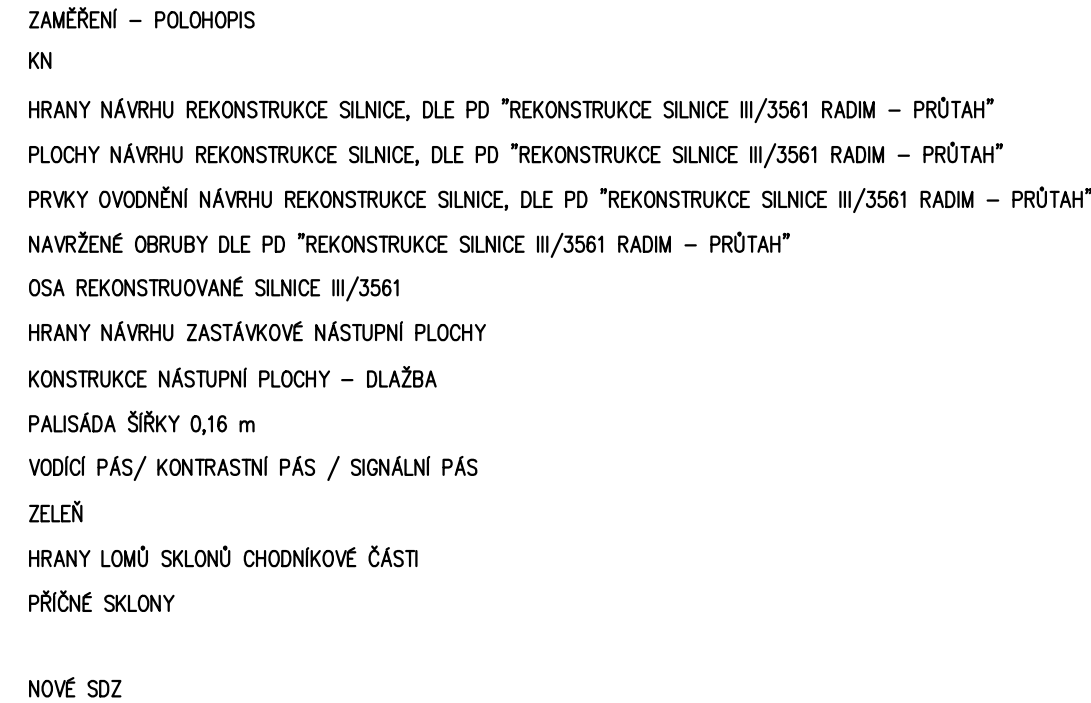 ZAMĚŘENÍ – POLOHOPIS
KN
HRANY NÁVRHU REKONSTRUKCE SILNICE, DLE PD "REKONSTRUKCE SILNICE III/3561 RADIM – PRŮTAH"
PLOCHY NÁVRHU REKONSTRUKCE SILNICE, DLE PD "REKONSTRUKCE SILNICE III/3561 RADIM – PRŮTAH"
PRVKY OVODNĚNÍ NÁVRHU REKONSTRUKCE SILNICE, DLE PD "REKONSTRUKCE SILNICE III/3561 RADIM – PRŮTAH"
NAVRŽENÉ OBRUBY DLE PD "REKONSTRUKCE SILNICE III/3561 RADIM – PRŮTAH"
OSA REKONSTRUOVANÉ SILNICE III/3561
HRANY NÁVRHU ZASTÁVKOVÉ NÁSTUPNÍ PLOCHY
KONSTRUKCE NÁSTUPNÍ PLOCHY – DLAŽBA
PALISÁDA ŠÍŘKY 0,16 m
VODÍCÍ PÁS/ KONTRASTNÍ PÁS / SIGNÁLNÍ PÁS
ZELEŇ
HRANY LOMŮ SKLONŮ CHODNÍKOVÉ ČÁSTI
PŘÍČNÉ SKLONY
NOVÉ SDZ